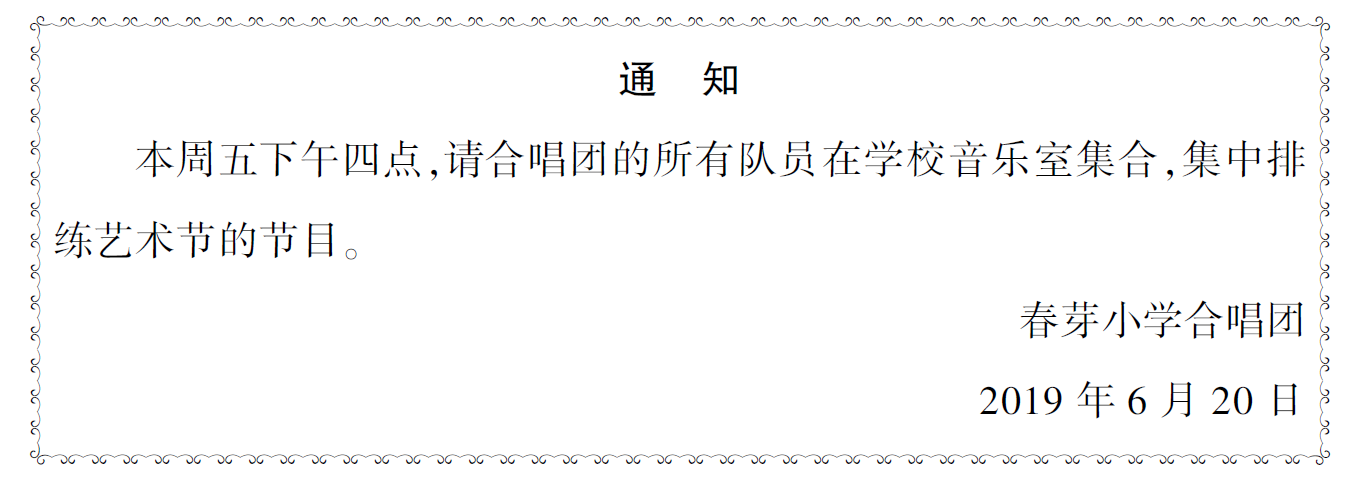 通 知
本周五下午四点,请合唱团的所有队员在学校音乐室集合,集中排
练艺术节的节目。
春芽小学合唱团
2019 年 6 月 20 日